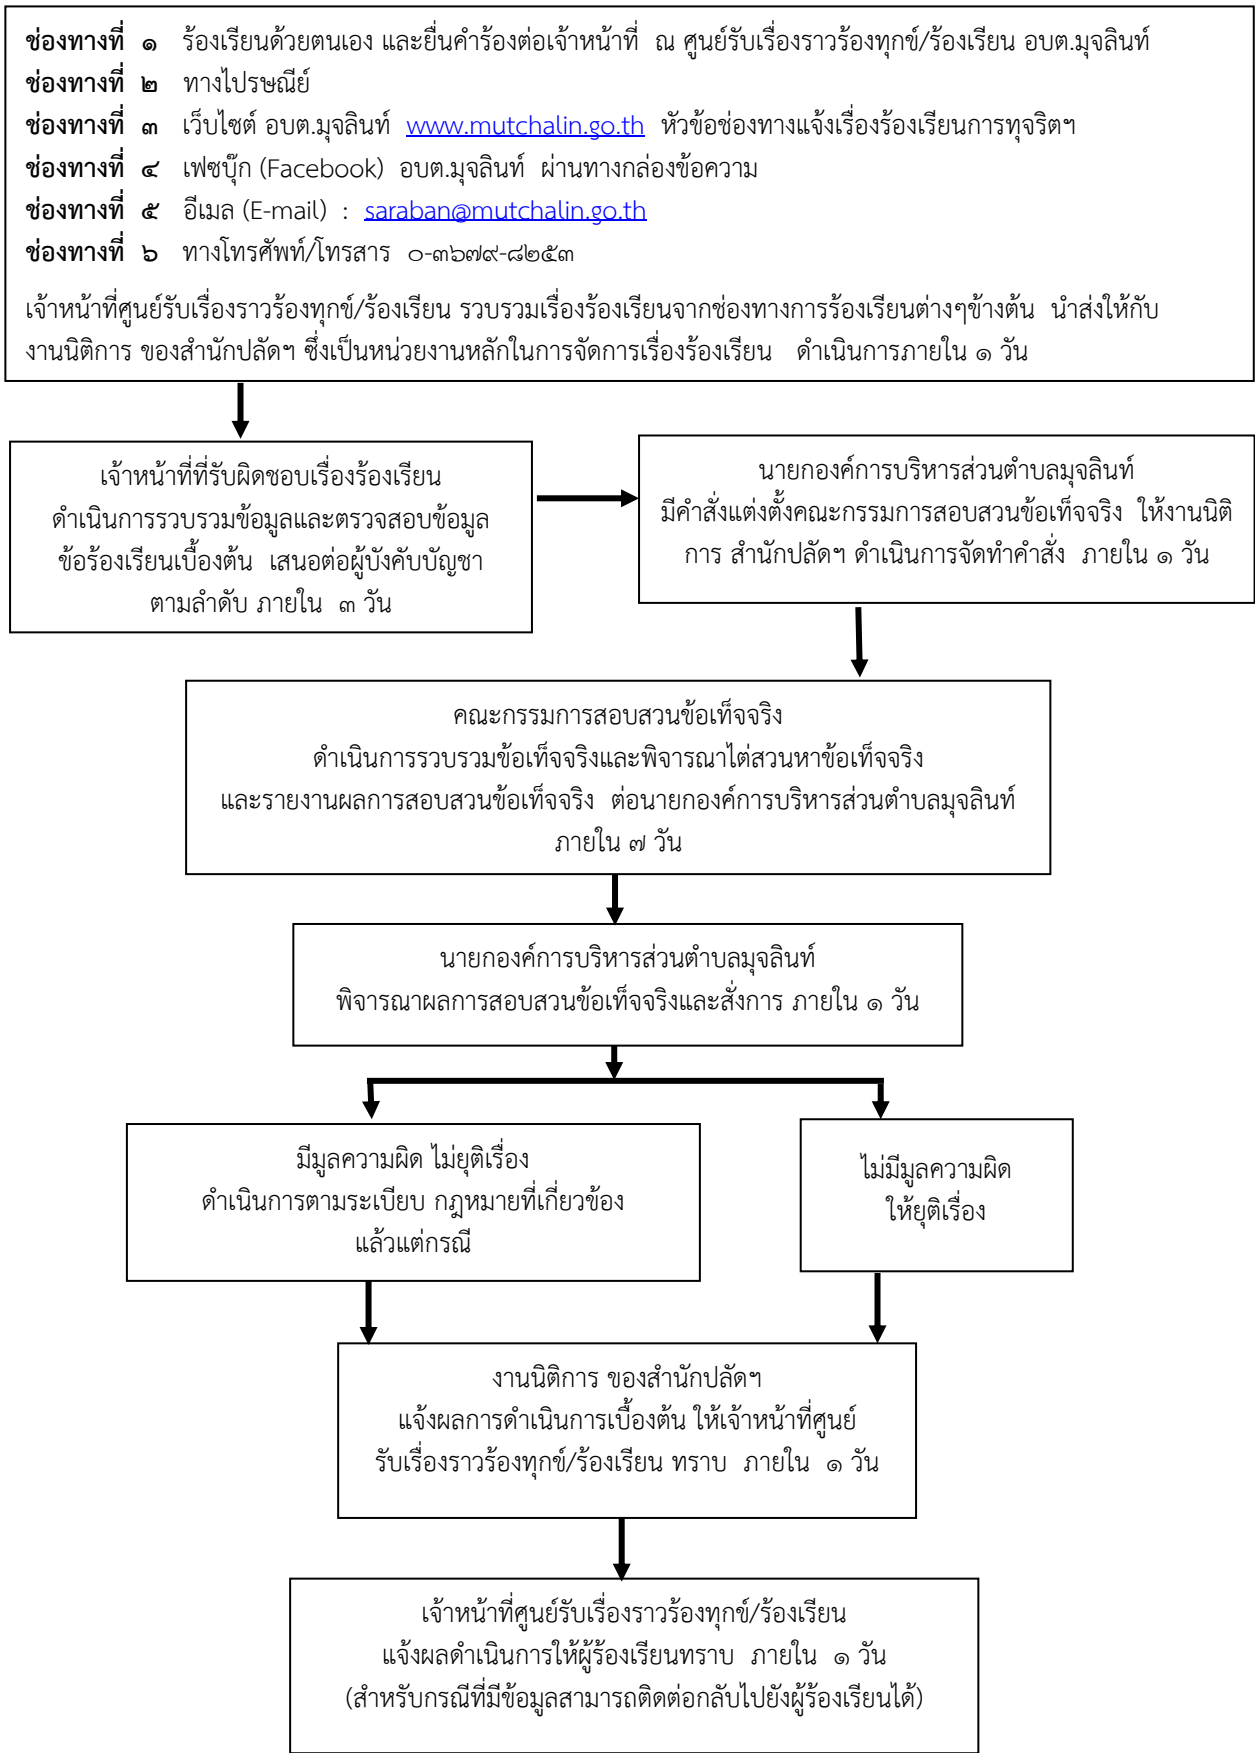 ช่องทางที่ ๑ ร้องเรียนด้วยตนเอง และยื่นคำร้องต่อเจ้าหน้าที่ ณ ศูนย์รับเรื่องราวร้องทุกข์/ร้องเรียน อบต.มุจลินท์
ช่องทางที่ ๒ ทางไปรษณีย์
ช่องทางที่ ๓ เว็บไซต์ อบต.มุจลินท์ www.mutchalin.go.th หัวข้อช่องทางแจ้งเรื่องร้องเรียนการทุจริตฯ
ช่องทางที่ ๔ เฟซบุ๊ก (Facebook) อบต.มุจลินท์ ผ่านทางกล่องข้อความ
ช่องทางที่ ๕ อีเมล (E-mail) : saraban@mutchalin.go.th
ช่องทางที่ ๖ ทางโทรศัพท์/โทรสาร ๐-๓๖๗๙-๘๒๕๓
เจ้าหน้าที่ศูนย์รับเรื่องราวร้องทุกข์/ร้องเรียน รวบรวมเรื่องร้องเรียนจากช่องทางการร้องเรียนต่างๆข้างต้น นำส่งให้กับ
งานนิติการ ของสำนักปลัดฯ ซึ่งเป็นหน่วยงานหลักในการจัดการเรื่องร้องเรียน ดำเนินการภายใน ๑ วัน
เจ้าหน้าที่ที่รับผิดชอบเรื่องร้องเรียน
ดำเนินการรวบรวมข้อมูลและตรวจสอบข้อมูล
ข้อร้องเรียนเบื้องต้น เสนอต่อผู้บังคับบัญชา
ตามลำดับ ภายใน ๓ วัน
นายกองค์การบริหารส่วนตำบลมุจลินท์
มีคำสั่งแต่งตั้งคณะกรรมการสอบสวนข้อเท็จจริง ให้งานนิติ
การ สำนักปลัดฯ ดำเนินการจัดทำคำสั่ง ภายใน ๑ วัน
คณะกรรมการสอบสวนข้อเท็จจริง
ดำเนินการรวบรวมข้อเท็จจริงและพิจารณาไต่สวนหาข้อเท็จจริง
และรายงานผลการสอบสวนข้อเท็จจริง ต่อนายกองค์การบริหารส่วนตำบลมุจลินท์
ภายใน ๗ วัน
นายกองค์การบริหารส่วนตำบลมุจลินท์
พิจารณาผลการสอบสวนข้อเท็จจริงและสั่งการ ภายใน ๑ วัน
มีมูลความผิด ไม่ยุติเรื่อง
ดำเนินการตามระเบียบ กฎหมายที่เกี่ยวข้อง
แล้วแต่กรณี
ไม่มีมูลความผิด
ให้ยุติเรื่อง
งานนิติการ ของสำนักปลัดฯ
แจ้งผลการดำเนินการเบื้องต้น ให้เจ้าหน้าที่ศูนย์
รับเรื่องราวร้องทุกข์/ร้องเรียน ทราบ ภายใน ๑ วัน
เจ้าหน้าที่ศูนย์รับเรื่องราวร้องทุกข์/ร้องเรียน
แจ้งผลดำเนินการให้ผู้ร้องเรียนทราบ ภายใน ๑ วัน
(สำหรับกรณีที่มีข้อมูลสามารถติดต่อกลับไปยังผู้ร้องเรียนได้)